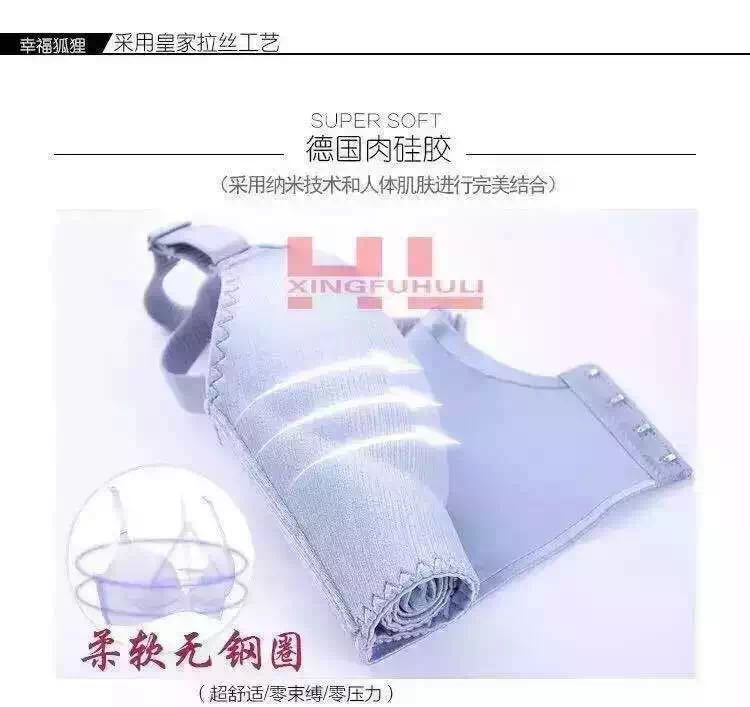 幸福狐狸
采用皇家拉丝工艺
SUPER SOFT
德国肉硅胶
（采用纳米技术和人体肌肤进行完美结合）
HL
XINGFUHULI
柔软无钢圈
（超舒适/零束缚/零压力）